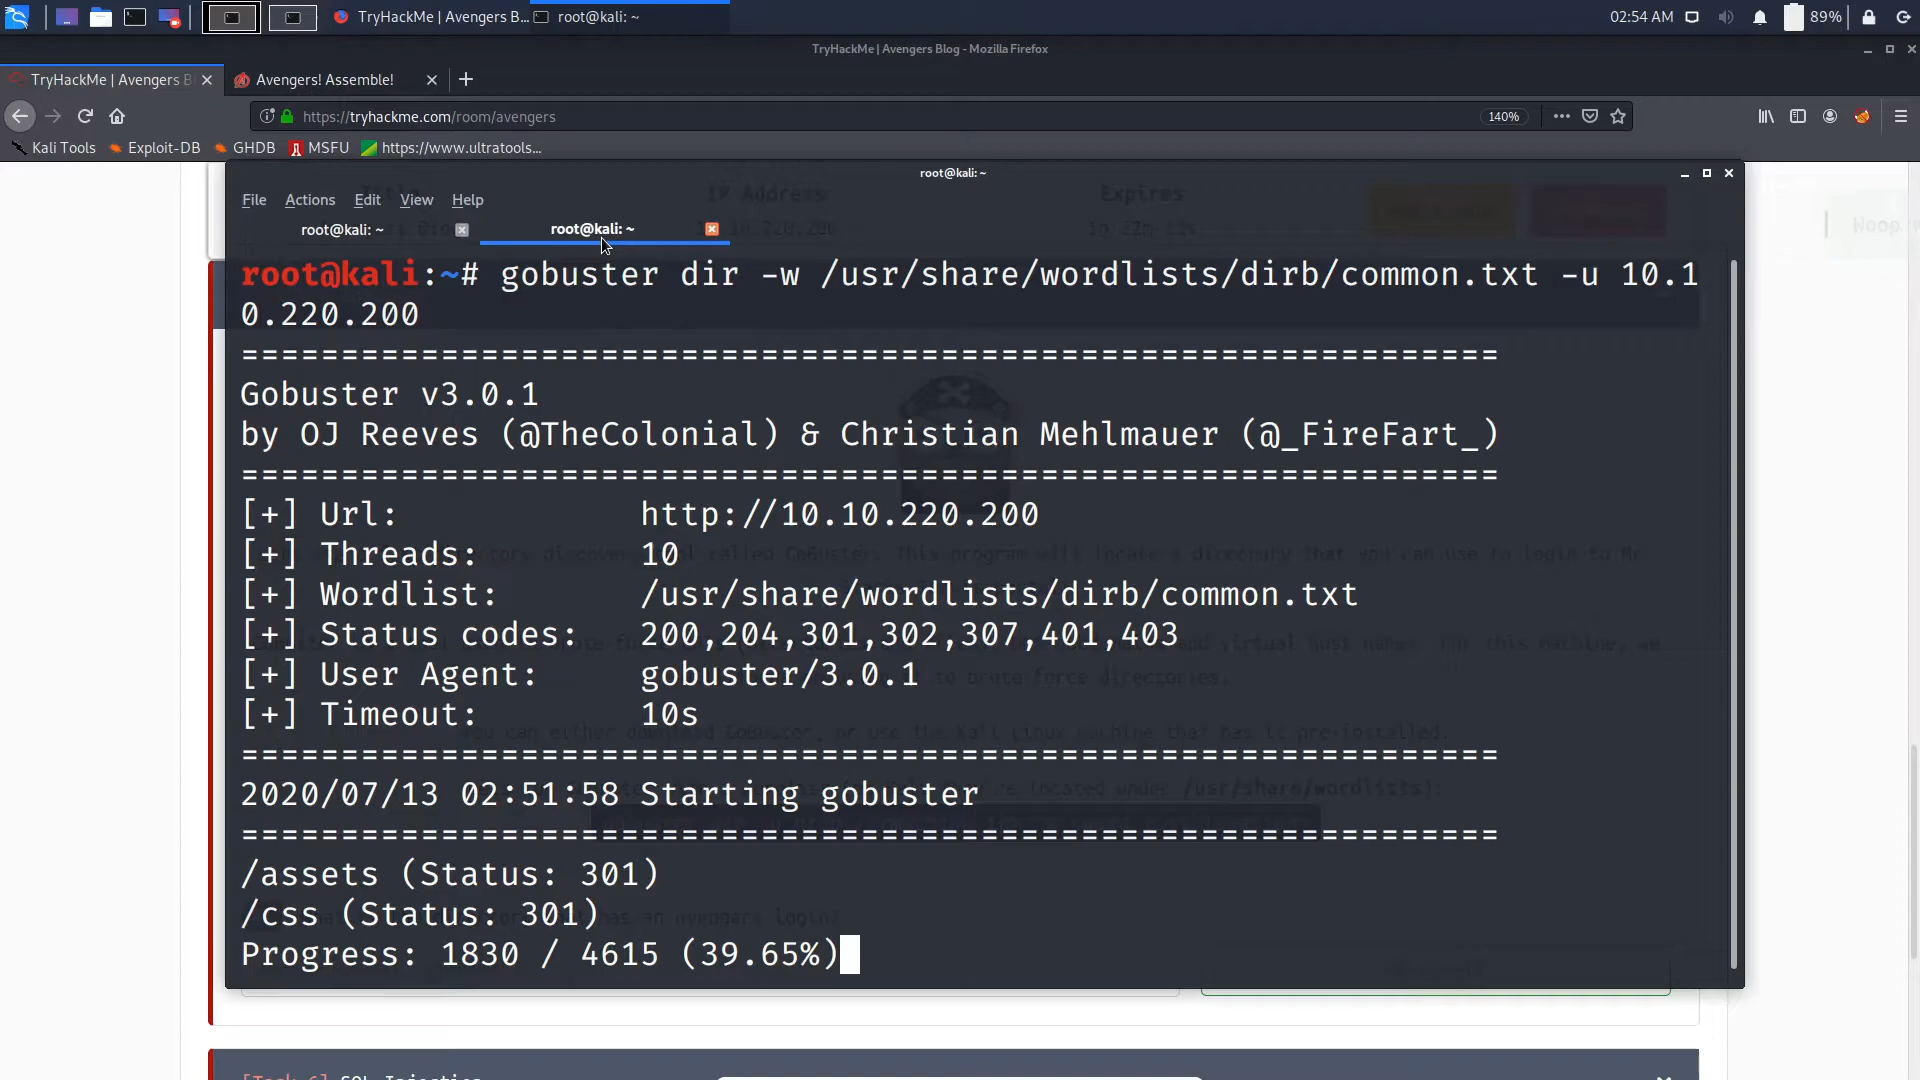 TryHackMe | Avengers B...
root@kali: ~
02:54 AM
89%
TryHackMe | Avengers Blog - Mozilla Firefox
TryHackMe | Avengers B
Avengers! Assemble!
https://tryhackme.com/room/avengers
140%
Kali Tools
Exploit-DB
GHDB
MSFU
https://www.ultratools...
root@kali: ~
Title
IP Address
Expires
File Actions Edit View Help
root@kali: ~
root@kali: ~
root@kali:~# gobuster dir -w /usr/share/wordlists/dirb/common.txt -u 10.1
0.220.200
===============================================================
Gobuster v3.0.1
by OJ Reeves (@TheColonial) & Christian Mehlmauer (@_FireFart_)
===============================================================
[+] Url: http://10.10.220.200
[+] Threads: 10
[+] Wordlist: /usr/share/wordlists/dirb/common.txt
[+] Status codes: 200,204,301,302,307,401,403
[+] User Agent: gobuster/3.0.1
[+] Timeout: 10s
===============================================================
2020/07/13 02:51:58 Starting gobuster
===============================================================
/assets (Status: 301)
/css (Status: 301)
Progress: 1830 / 4615 (39.65%)